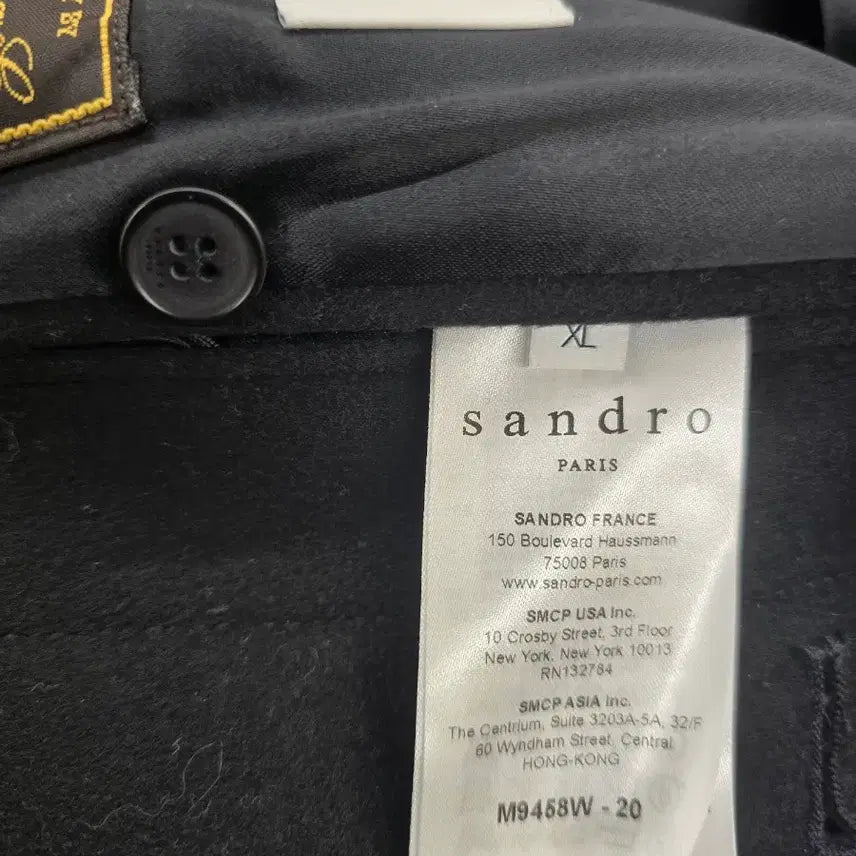 by
XL
sandro
PARIS
SANDRO FRANCE
150 Boulevard Haussmann
75008 Paris
www.sandro-paris.com
SMCP USA Inc.
10 Crosby Street, 3rd Floor
New York, New York 10013
RN132784
SMCP ASIA Inc.
The Centrium, Suite 3203A-5A, 32/F
60 Wyndham Street, Central
HONG-KONG
M9458W - 20